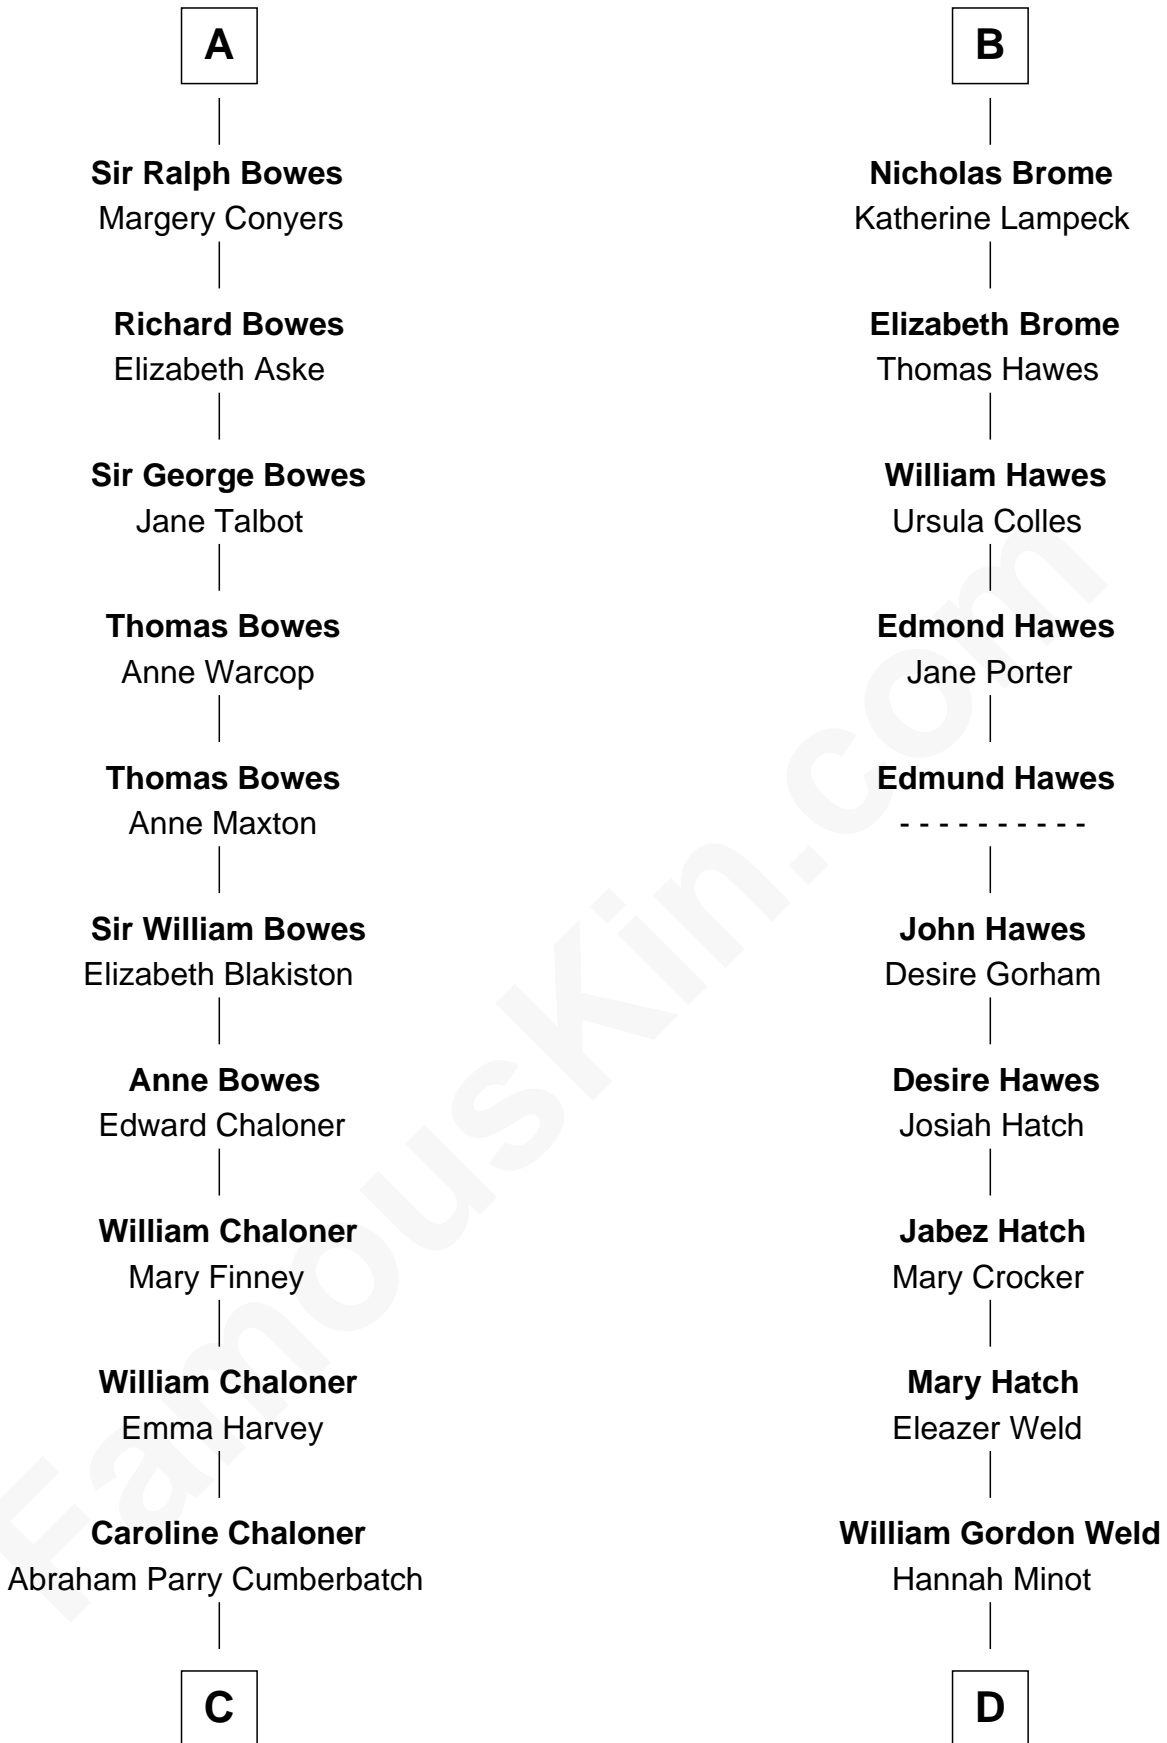 A
Sir Ralph Bowes
Margery Conyers
Richard Bowes
Elizabeth Aske
Sir George Bowes
Jane Talbot
Thomas Bowes
Anne Warcop
Thomas Bowes
Anne Maxton
Sir William Bowes
Elizabeth Blakiston
Anne Bowes
Edward Chaloner
William Chaloner
Mary Finney
William Chaloner
Emma Harvey
Caroline Chaloner
Abraham Parry Cumberbatch
C
B
Nicholas Brome
Katherine Lampeck
Elizabeth Brome
Thomas Hawes
William Hawes
Ursula Colles
Edmond Hawes
Jane Porter
Edmund Hawes
- - - - - - - - - -
John Hawes
Desire Gorham
Desire Hawes
Josiah Hatch
Jabez Hatch
Mary Crocker
Mary Hatch
Eleazer Weld
William Gordon Weld
Hannah Minot
D
FamousKin.com